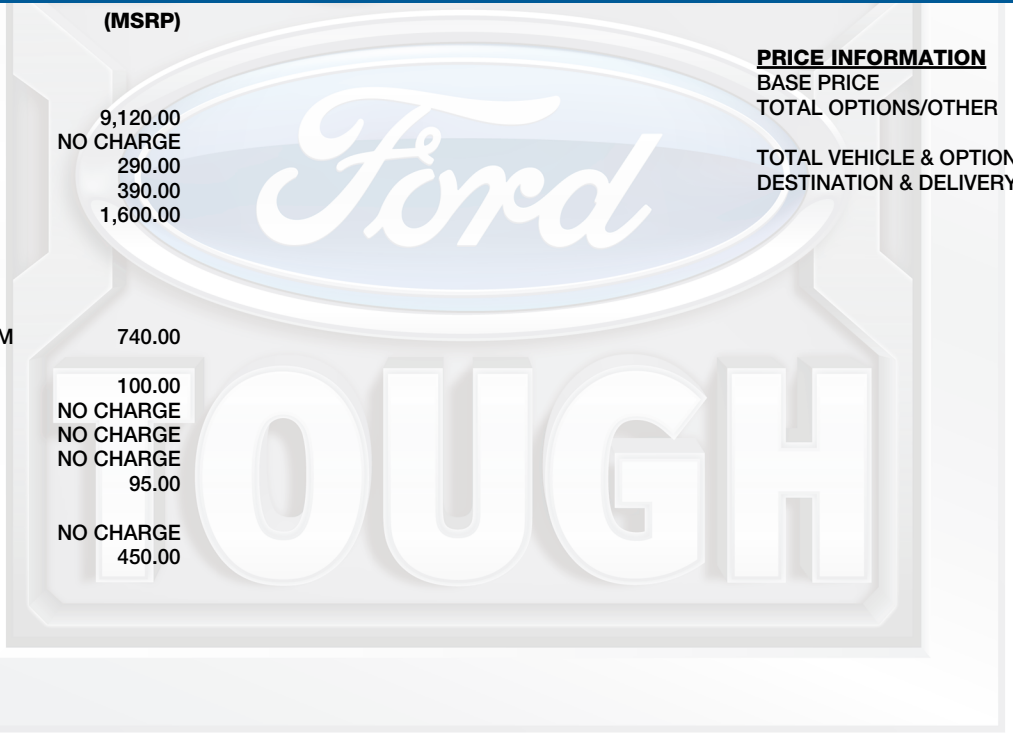 (MSRP)
9,120.00
NO CHARGE
290.00
390.00
1,600.00
M 740.00
100.00
NO CHARGE
NO CHARGE
NO CHARGE
95.00
NO CHARGE
450.00
PRICE INFORMATION
BASE PRICE
TOTAL OPTIONS/OTHER
TOTAL VEHICLE & OPTION
DESTINATION & DELIVERY
Ford
TOUGH